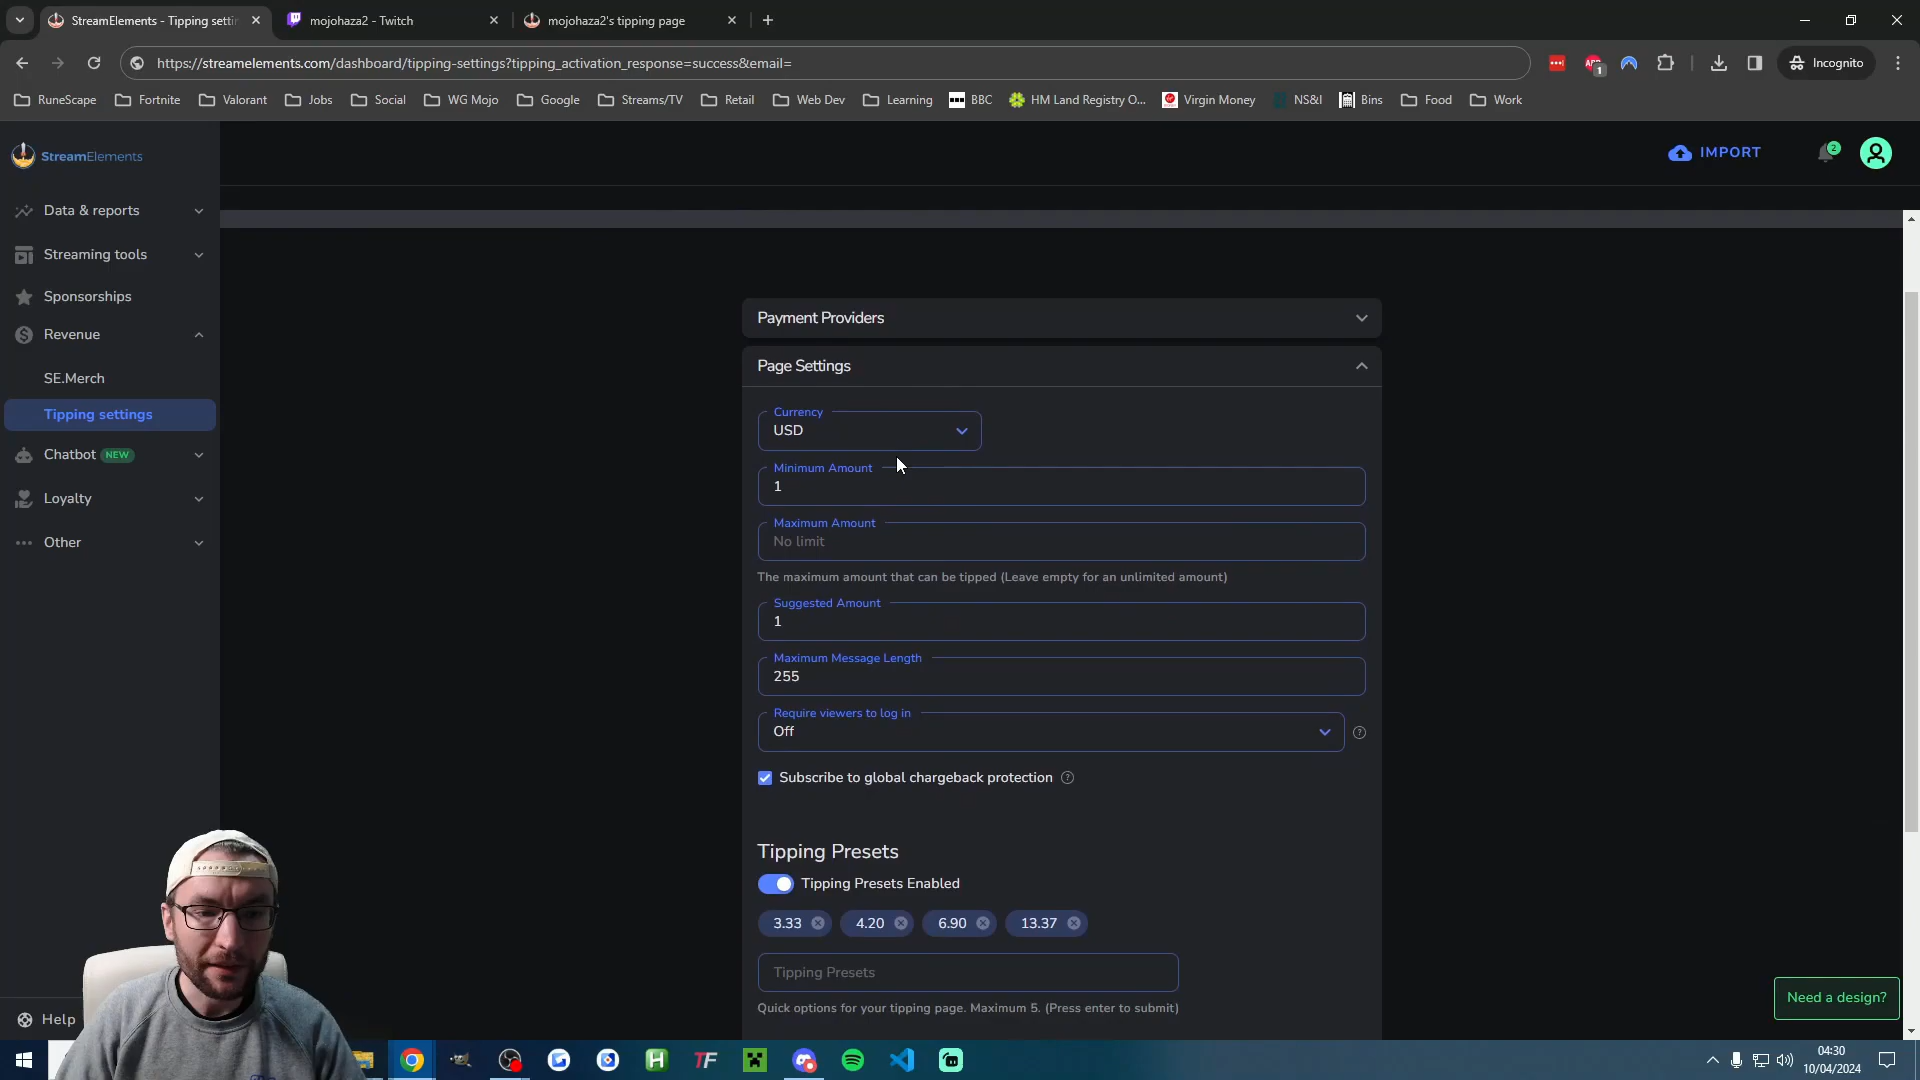 StreamElements - Tipping settin
mojohaza2 - Twitch
mojohaza2's tipping page
https://streamelements.com/dashboard/tipping-settings?tipping_activation_response=success&email=
1
Incognito
RuneScape
Fortnite
Valorant
Jobs
Social
WG Mojo
Google
Streams/TV
Retail
Web Dev
Learning
BBC
HM Land Registry O...
Virgin Money
NS&I
Bins
Food
Work
StreamElements
IMPORT
2
Data & reports
Streaming tools
Sponsorships
Revenue
SE.Merch
Tipping settings
Chatbot NEW
Loyalty
Other
Help
Payment Providers
Page Settings
Currency
USD
Minimum Amount
1
Maximum Amount
No limit
The maximum amount that can be tipped (Leave empty for an unlimited amount)
Suggested Amount
1
Maximum Message Length
255
Require viewers to log in
Off
Subscribe to global chargeback protection
Tipping Presets
Tipping Presets Enabled
3.33
4.20
6.90
13.37
Tipping Presets
Quick options for your tipping page. Maximum 5. (Press enter to submit)
Need a design?
04:30
10/04/2024